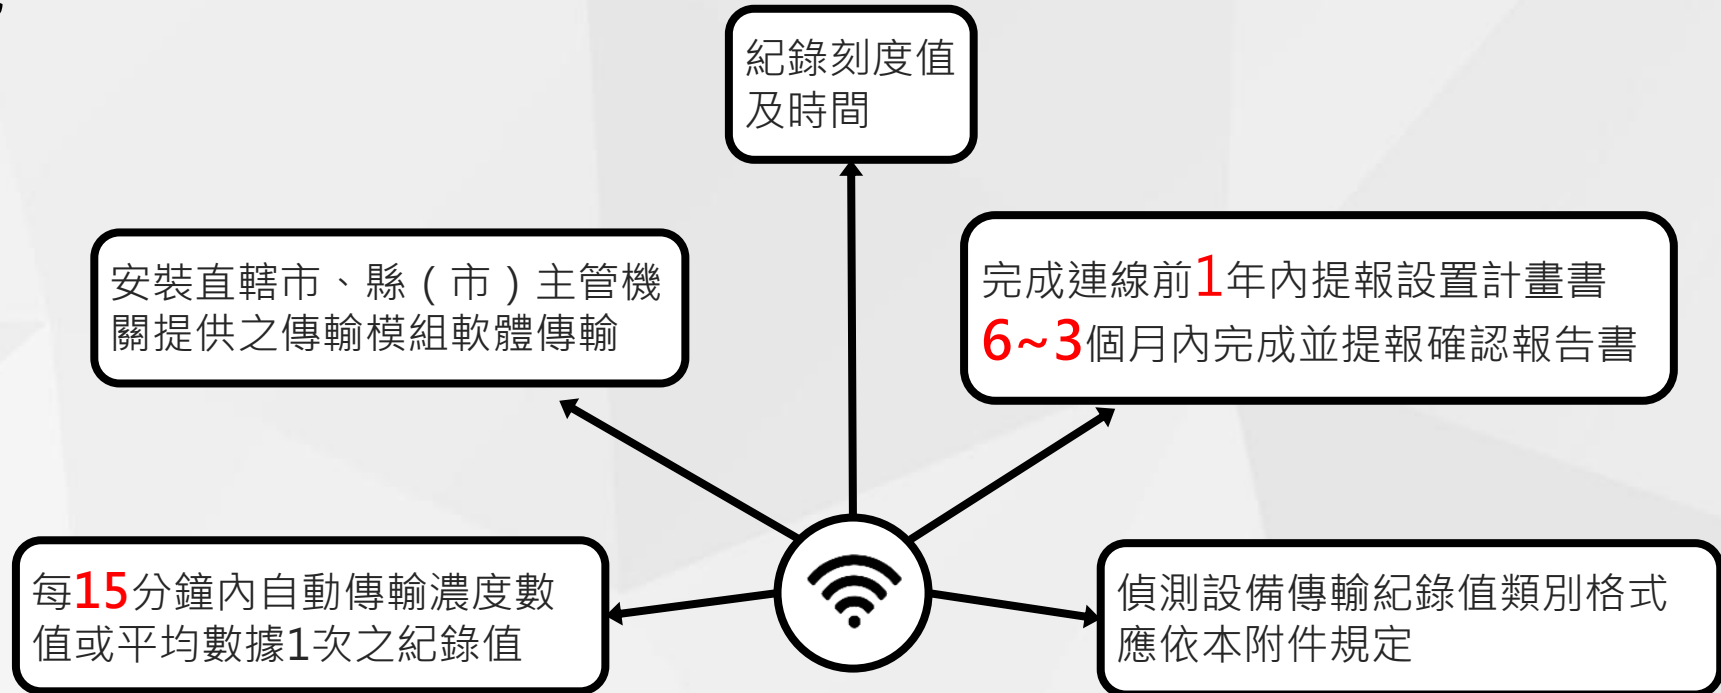 紀錄刻度值
及時間
安裝直轄市、縣（市）主管機
關提供之傳輸模組軟體傳輸
完成連線前1年內提報設置計畫書
6~3個月內完成並提報確認報告書
每15分鐘內自動傳輸濃度數
值或平均數據1次之紀錄值
偵測設備傳輸紀錄值類別格式
應依本附件規定